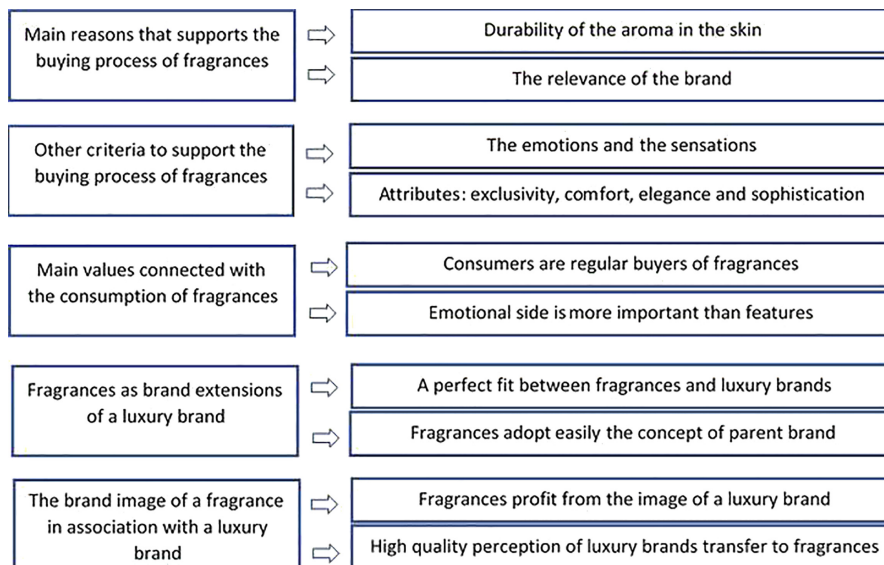 Main reasons that supports the
buying process of fragrances
Durability of the aroma in the skin
The relevance of the brand
Other criteria to support the
buying process of fragrances
The emotions and the sensations
Attributes: exclusivity, comfort, elegance and sophistication
Main values connected with
the consumption of fragrances
Consumers are regular buyers of fragrances
Emotional side is more important than features
Fragrances as brand extensions
of a luxury brand
A perfect fit between fragrances and luxury brands
Fragrances adopt easily the concept of parent brand
The brand image of a fragrance
in association with a luxury
brand
Fragrances profit from the image of a luxury brand
High quality perception of luxury brands transfer to fragrances